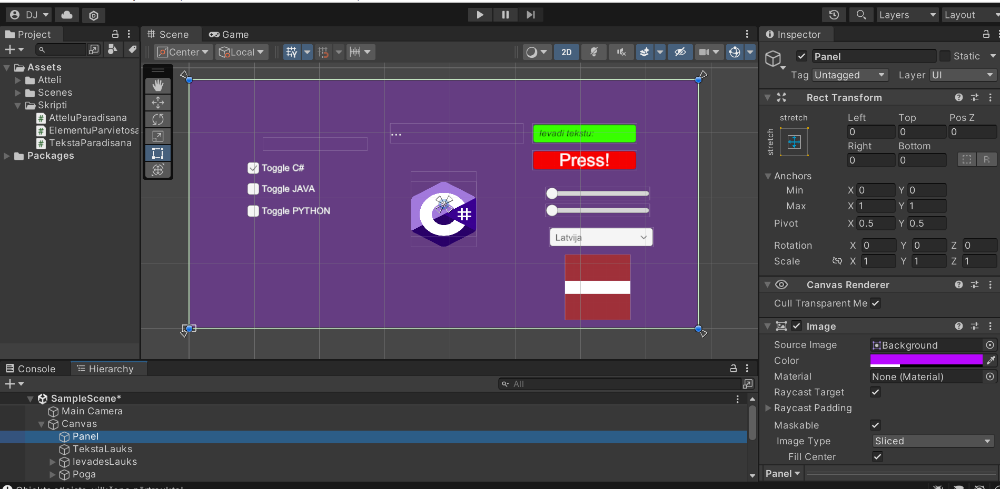 DJ
Layers
Layout
Project
Scene
Game
Inspector
Center
Local
2D
Panel
Static
Tag
Untagged
Layer
UI
Assets
Atteli
Scenes
Skripti
AtteluParadisana
ElementuParvietosa
TekstaParadisana
Packages
...
Ievadi tekstu:
Press!
Toggle C#
Toggle JAVA
Toggle PYTHON
#
Latvija
Rect Transform
stretch
stretch
Left
Top
Pos Z
0
0
0
Right
Bottom
0
0
R
Anchors
Min
X 0
Y 0
Max
X 1
Y 1
Pivot
X 0.5
Y 0.5
Rotation
X 0
Y 0
Z 0
Scale
X 1
Y 1
Z 1
Canvas Renderer
Cull Transparent Me
Image
Source Image
Background
Color
Material
None (Material)
Raycast Target
Raycast Padding
Maskable
Image Type
Sliced
Fill Center
Panel
Console
Hierarchy
All
SampleScene*
Main Camera
Canvas
Panel
TekstaLauks
IevadesLauks
Poga